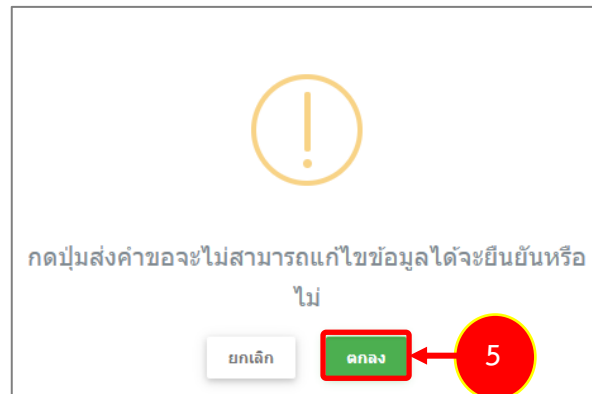 กดปุ่มส่งคำขอจะไม่สามารถแก้ไขข้อมูลได้จะยืนยันหรือ
ไม่
ยกเลิก ตกลง 5